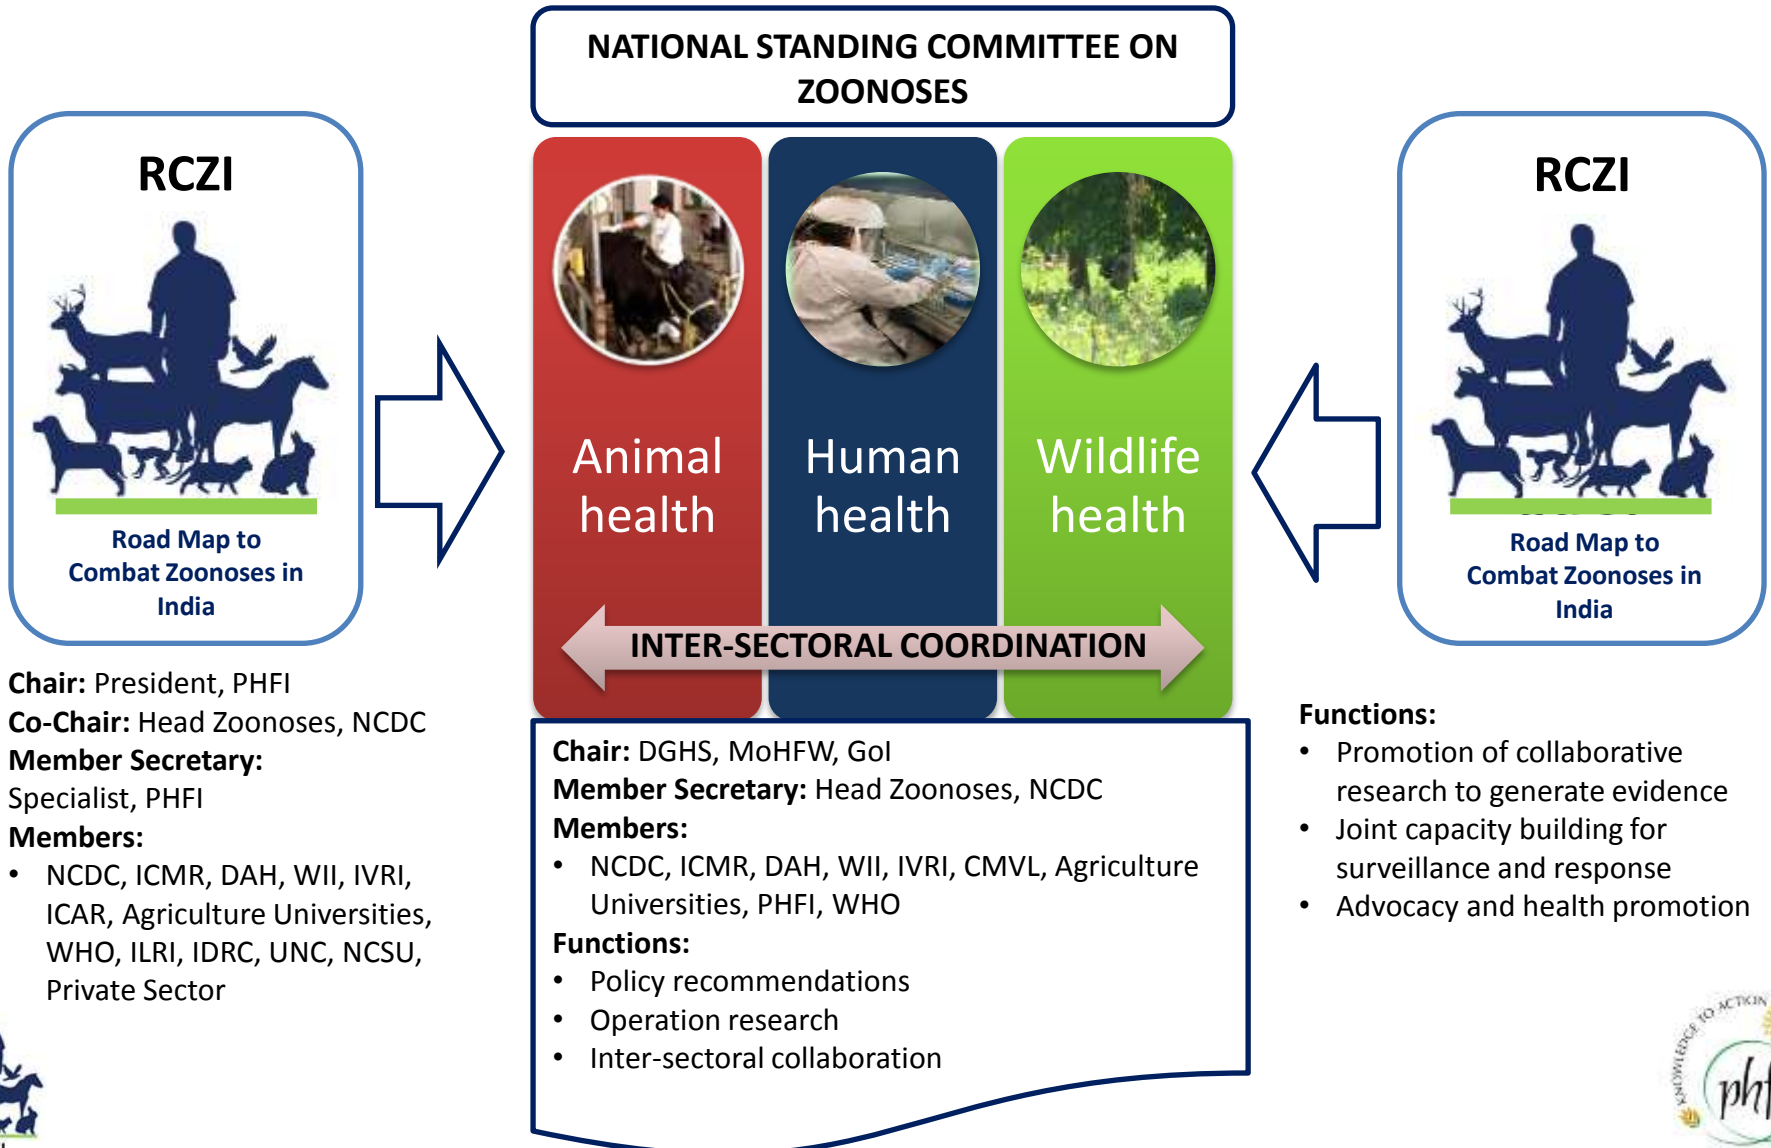 NATIONAL STANDING COMMITTEE ON
ZOONOSES
RCZI
Road Map to
Combat Zoonoses in
India
Chair: President, PHFI
Co-Chair: Head Zoonoses, NCDC
Member Secretary:
Specialist, PHFI
Members:
• NCDC, ICMR, DAH, WII, IVRI,
ICAR, Agriculture Universities,
WHO, ILRI, IDRC, UNC, NCSU,
Private Sector
Animal
health
Human
health
Wildlife
health
INTER-SECTORAL COORDINATION
Chair: DGHS, MoHFW, GoI
Member Secretary: Head Zoonoses, NCDC
Members:
• NCDC, ICMR, DAH, WII, IVRI, CMVL, Agriculture
Universities, PHFI, WHO
Functions:
• Policy recommendations
• Operation research
• Inter-sectoral collaboration
RCZI
Road Map to
Combat Zoonoses in
India
Functions:
• Promotion of collaborative
research to generate evidence
• Joint capacity building for
surveillance and response
• Advocacy and health promotion
KNOWLEDGE TO ACTION